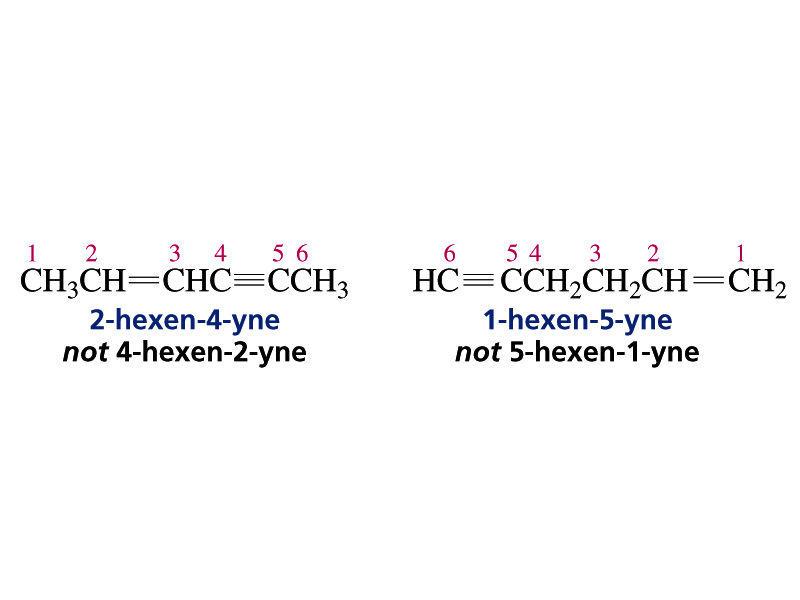 1 2 3 4 5 6
CH₃CH=CHC≡CCH₃
2-hexen-4-yne
not 4-hexen-2-yne
6 5 4 3 2 1
HC≡CCH₂CH₂CH=CH₂
1-hexen-5-yne
not 5-hexen-1-yne